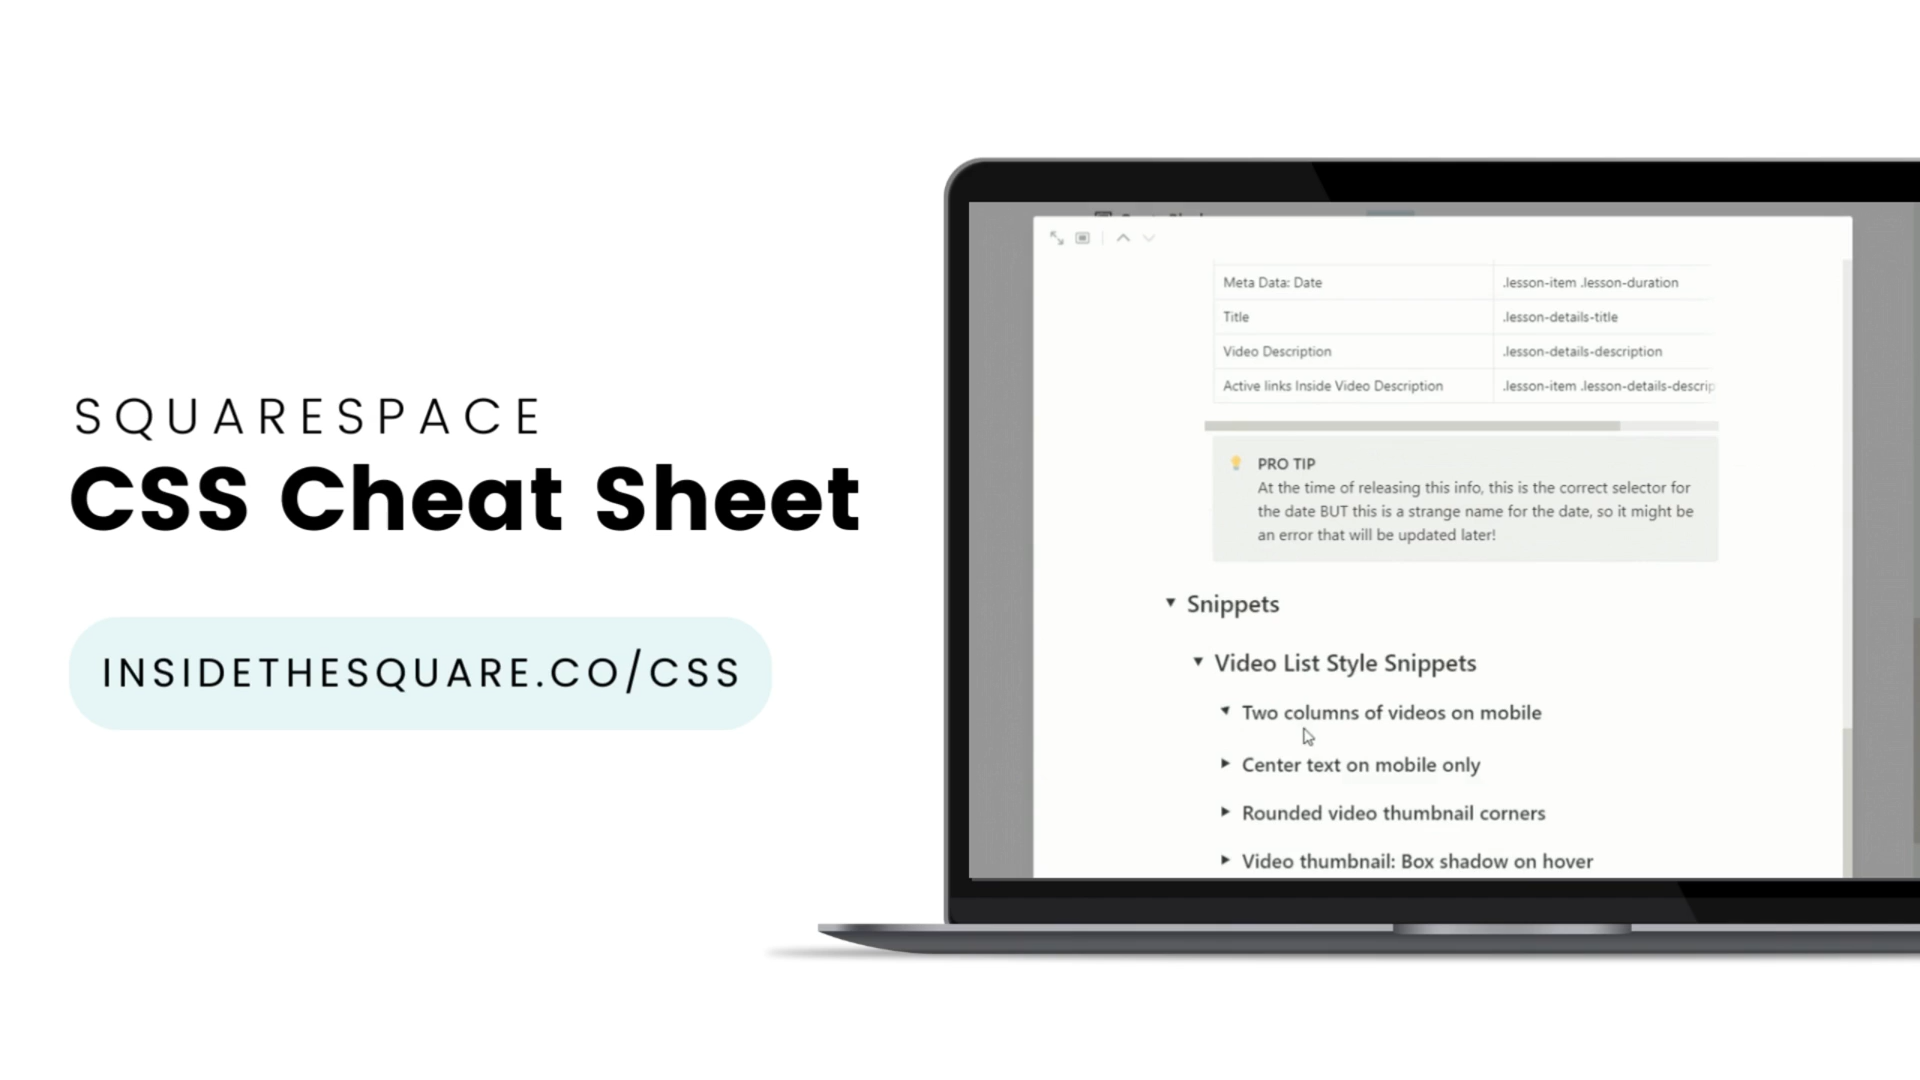 SQUARESPACE
CSS Cheat Sheet
INSIDETHESQUARE.CO/CSS
Meta Data: Date .lesson-item .lesson-duration
Title .lesson-details-title
Video Description .lesson-details-description
Active links Inside Video Description .lesson-item .lesson-details-descrip
PRO TIP
At the time of releasing this info, this is the correct selector for
the date BUT this is a strange name for the date, so it might be
an error that will be updated later!
Snippets
Video List Style Snippets
Two columns of videos on mobile
Center text on mobile only
Rounded video thumbnail corners
Video thumbnail: Box shadow on hover